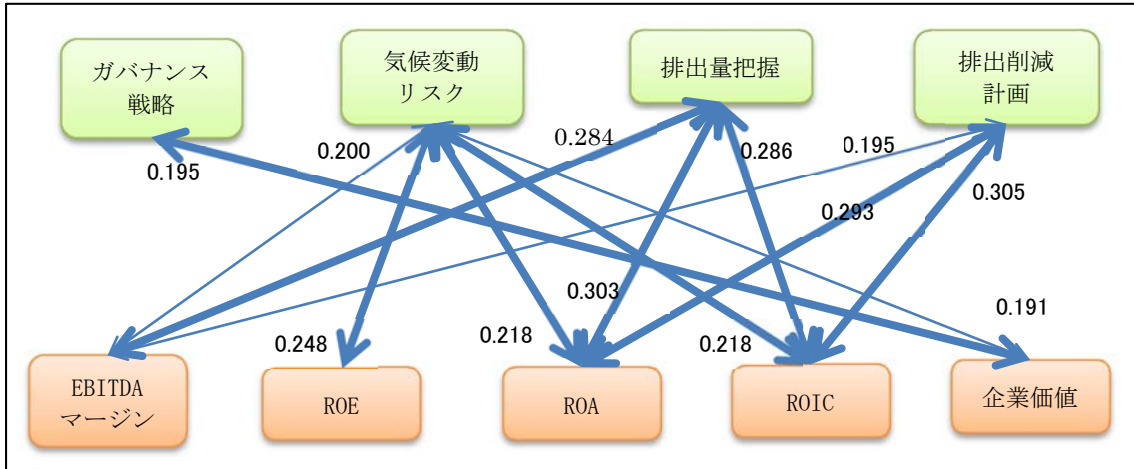 ガバナンス
戦略
気候変動
リスク
排出量把握
排出削減
計画
0.195
0.200
0.284
0.286
0.195
0.305
0.293
0.303
0.191
0.248
0.218
0.218
EBITDA
マージン
ROE
ROA
ROIC
企業価値